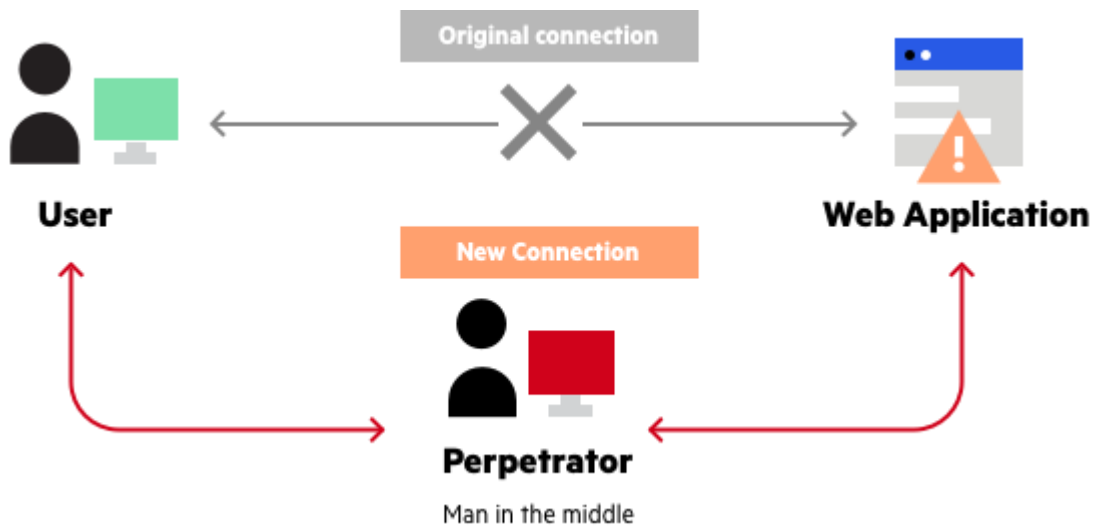 Original connection
User
Web Application
New Connection
Perpetrator
Man in the middle